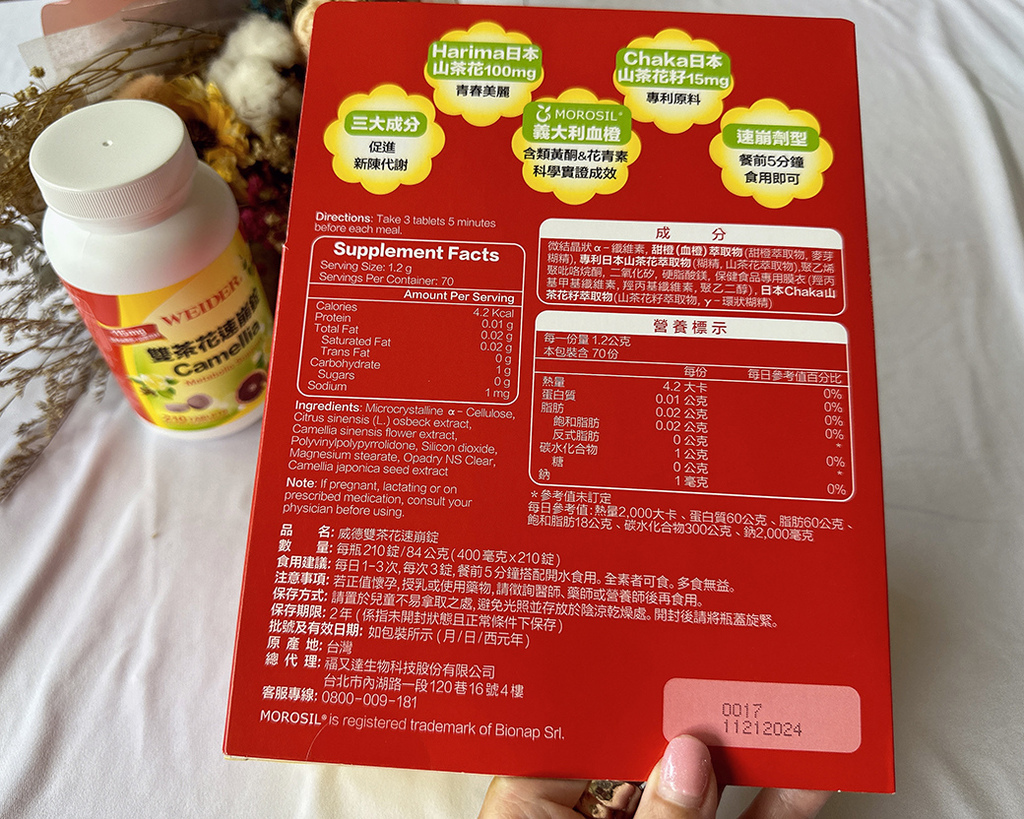 Harima日本
山茶花100mg
青春美麗
Chaka日本
山茶花籽15mg
專利原料
三大成分
促進
新陳代謝
MOROSIL®
義大利血橙
含類黃酮&花青素
科學實證成效
速崩劑型
餐前5分鐘
食用即可
Directions: Take 3 tablets 5 minutes
before each meal.
Supplement Facts
Serving Size: 1.2 g
Servings Per Container: 70
Amount Per Serving
Calories 4.2 Kcal
Protein 0.01 g
Total Fat 0.02 g
Saturated Fat 0.02 g
Trans Fat 0 g
Carbohydrate 1 g
Sugars 0 g
Sodium 1 mg
Ingredients: Microcrystalline α- Cellulose,
Citrus sinensis (L.) osbeck extract,
Camellia sinensis flower extract,
Polyvinylpolypyrrolidone, Silicon dioxide,
Magnesium stearate, Opadry NS Clear,
Camellia japonica seed extract
Note: If pregnant, lactating or on
prescribed medication, consult your
physician before using.
成 分
微結晶狀α-纖維素, 甜橙(血橙)萃取物(甜橙萃取物, 麥芽
糊精), 專利日本山茶花萃取物(糊精, 山茶花萃取物),聚乙烯
聚吡咯烷酮, 二氧化矽, 硬脂酸鎂, 保健食品專用膜衣(羥丙
基甲基纖維素, 羥丙基纖維素, 聚乙二醇), 日本Chaka山
茶花籽萃取物(山茶花籽萃取物, γ-環狀糊精)
營養標示
每一份量 1.2公克
本包裝含 70份
每份 每日參考值百分比
熱量 4.2 大卡 0%
蛋白質 0.01 公克 0%
脂肪 0.02 公克 0%
飽和脂肪 0.02 公克 0%
反式脂肪 0 公克 *
碳水化合物 1 公克 0%
糖 0 公克 *
鈉 1 毫克 0%
*參考值未訂定
每日參考值: 熱量2,000大卡、蛋白質60公克、脂肪60公克、
飽和脂肪18公克、碳水化合物300公克、鈉2,000毫克
品 名: 威德雙茶花速崩錠
數 量: 每瓶210錠/84公克(400毫克x210錠)
食用建議: 每日1-3次, 每次3錠, 餐前5分鐘搭配開水食用。全素者可食。多食無益。
注意事項: 若正值懷孕, 授乳或使用藥物, 請徵詢醫師、藥師或營養師後再食用。
保存方式: 請置於兒童不易拿取之處, 避免光照並存放於陰涼乾燥處。開封後請將瓶蓋旋緊。
保存期限: 2年(係指未開封狀態且正常條件下保存)
批號及有效日期: 如包裝所示(月/日/西元年)
原 產 地: 台灣
總 代 理: 福又達生物科技股份有限公司
台北市內湖路一段120巷16號4樓
客服專線: 0800-009-181
MOROSIL® is registered trademark of Bionap Srl.
0017
11212024
WEIDER
115mg
雙茶花速崩錠
Camellia
Metabolic
210 TABLETS